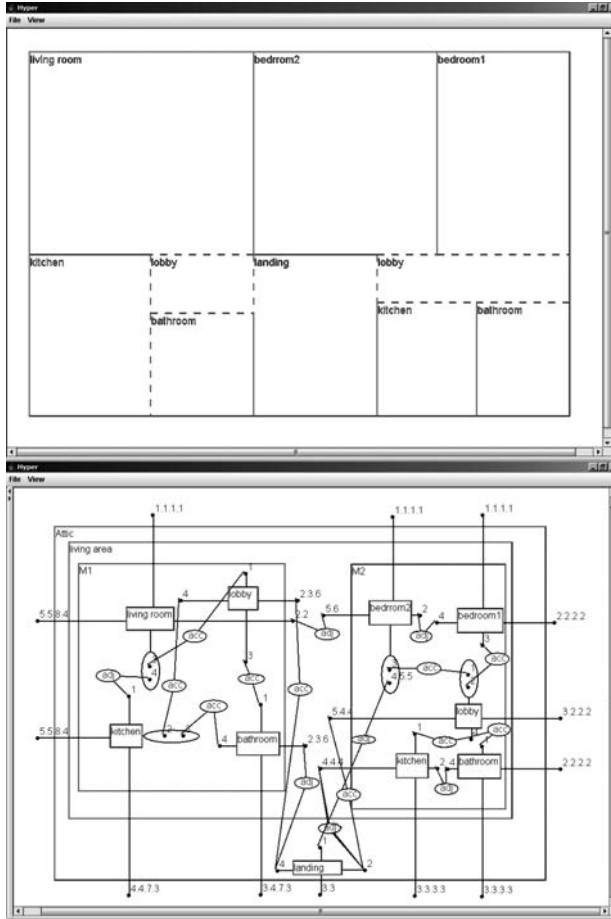 Hyper
File View
living room bedrrom2 bedroom1
kitchen lobby landing lobby
kitchen bathroom
bathroom
Hyper
File View
1.1.1.1 1.1.1.1 1.1.1.1
Attic
living area
M1 1 M2
lobby
4 2.3.6
living room 2.2 5.6 bedrrom2 2 bedroom1
5.5.8.4 adj 4 2.2.2.2
acc adj
3 3
adj 4 acc acc acc acc
1 acc 4.5.5
1 5.4.4 lobby 3.2.2.2
5.5.8.4 kitchen 2 acc 4 bathroom 2.3.6 adj 1 acc acc
4.4.4 kitchen 2 4 bathroom 2.2.2.2
adj acc adj
adj
1
4 landing 2
4.4.7.3 3.4.7.3 3.3 3.3.3.3 3.3.3.3